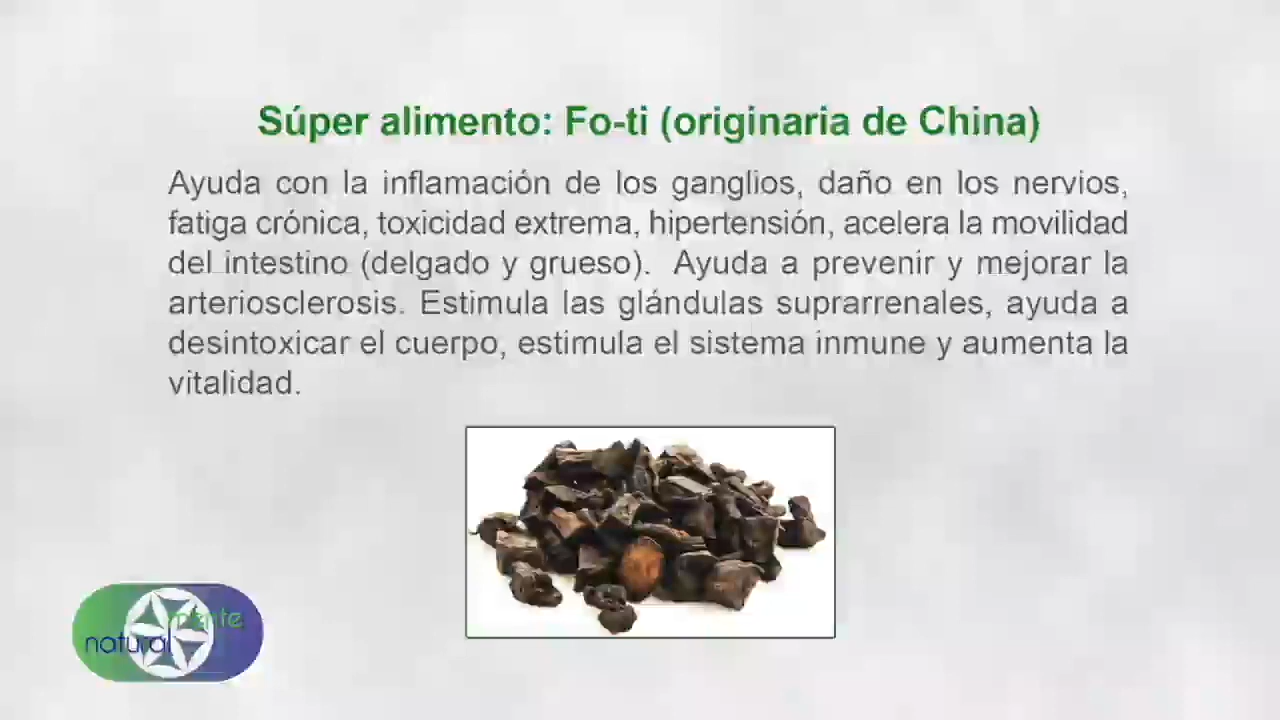 Súper alimento: Fo-ti (originaria de China)
Ayuda con la inflamación de los ganglios, daño en los nervios,
fatiga crónica, toxicidad extrema, hipertensión, acelera la movilidad
del intestino (delgado y grueso). Ayuda a prevenir y mejorar la
arteriosclerosis. Estimula las glándulas suprarrenales, ayuda a
desintoxicar el cuerpo, estimula el sistema inmune y aumenta la
vitalidad.
natural
mente